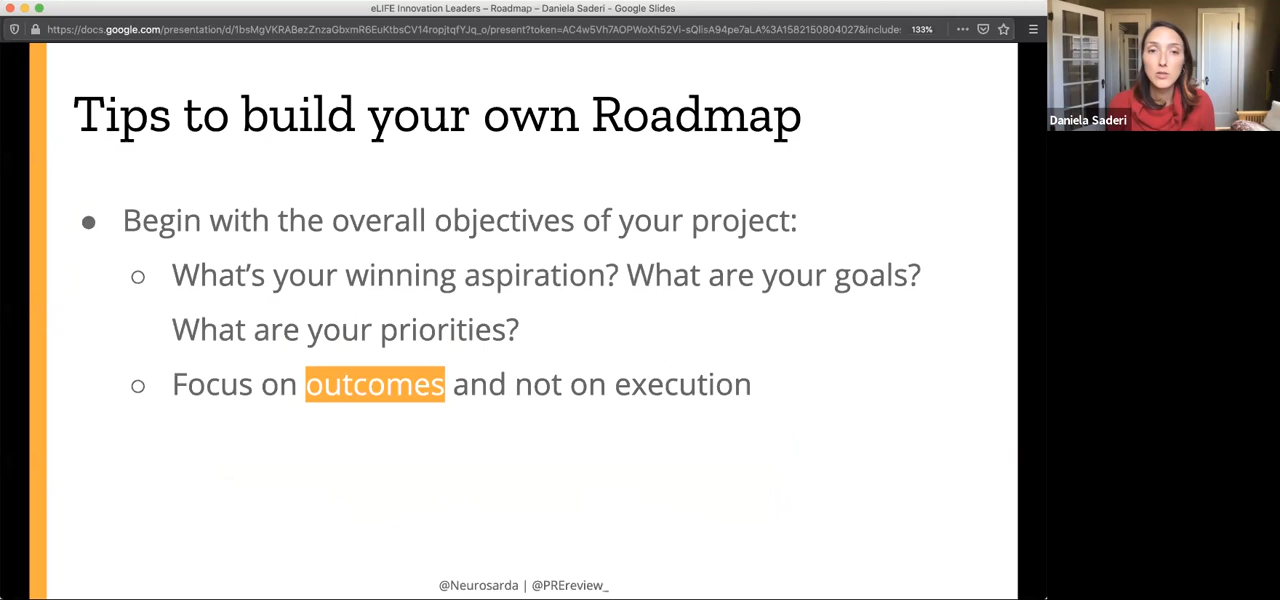 eLIFE Innovation Leaders – Roadmap – Daniela Saderi - Google Slides
https://docs.google.com/presentation/d/1bsMgVKRABezZnzaGbxmR6EuKtbsCV14ropjtqfYJq_o/present?token=AC4w5Vh7AOPWoXh52Vi-sQlisA94pe7aLA%3A1582150804027&include: 133%
Daniela Saderi
Tips to build your own Roadmap
● Begin with the overall objectives of your project:
○ What’s your winning aspiration? What are your goals?
What are your priorities?
○ Focus on outcomes and not on execution
@Neurosarda | @PREreview_